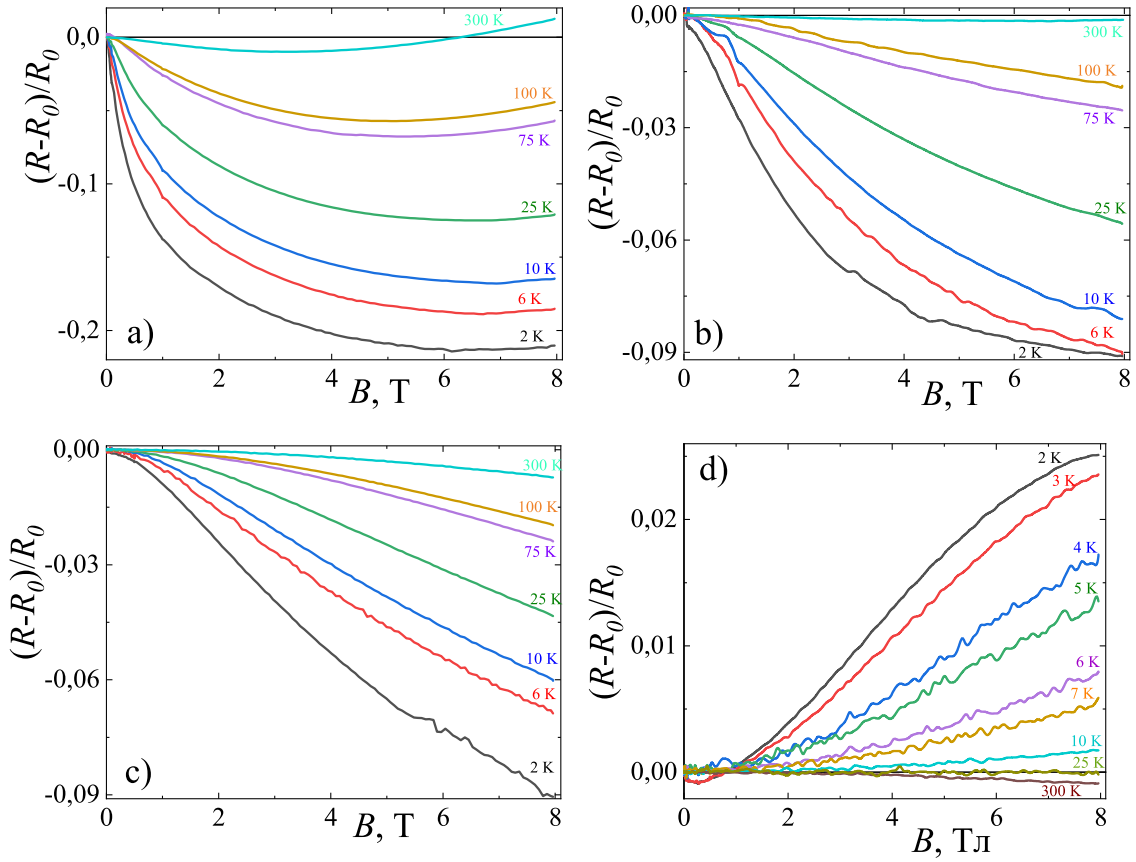 0,0
-0,1
-0,2
(R-R₀)/R₀
300 K
100 K
75 K
25 K
10 K
6 K
2 K
a)
0 2 4 6 8
B, T
0,00
-0,03
-0,06
-0,09
(R-R₀)/R₀
300 K
100 K
75 K
25 K
10 K
6 K
2 K
b)
0 2 4 6 8
B, T
0,00
-0,03
-0,06
-0,09
(R-R₀)/R₀
300 K
100 K
75 K
25 K
10 K
6 K
2 K
c)
0 2 4 6 8
B, T
d)
0,02
0,01
0,00
(R-R₀)/R₀
2 K
3 K
4 K
5 K
6 K
7 K
10 K
25 K
300 K
0 2 4 6 8
B, Тл